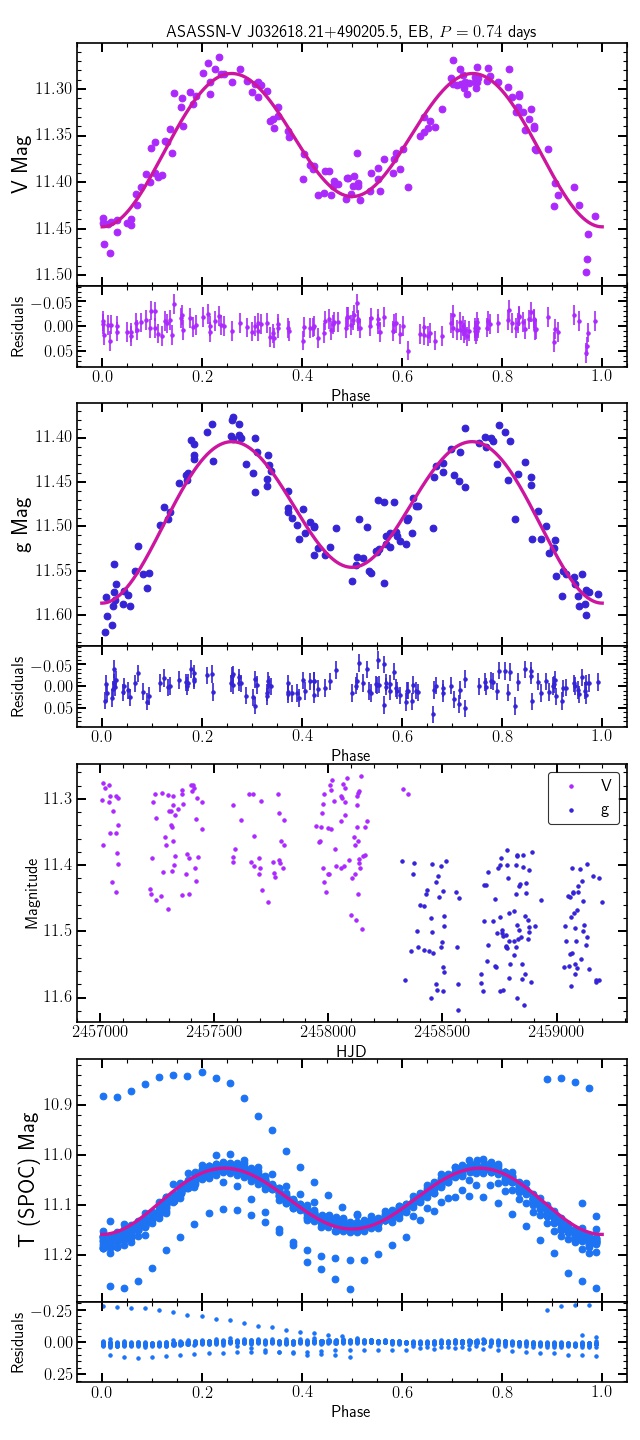 ASASSN-V J032618.21+490205.5, EB, P = 0.74 days
V Mag
11.30
11.35
11.40
11.45
11.50
Residuals
−0.05
0.00
0.05
0.0 0.2 0.4 0.6 0.8 1.0
Phase
g Mag
11.40
11.45
11.50
11.55
11.60
Residuals
−0.05
0.00
0.05
0.0 0.2 0.4 0.6 0.8 1.0
Phase
Magnitude
11.3
11.4
11.5
11.6
V
g
2457000 2457500 2458000 2458500 2459000
HJD
T (SPOC) Mag
10.9
11.0
11.1
11.2
Residuals
−0.25
0.00
0.25
0.0 0.2 0.4 0.6 0.8 1.0
Phase